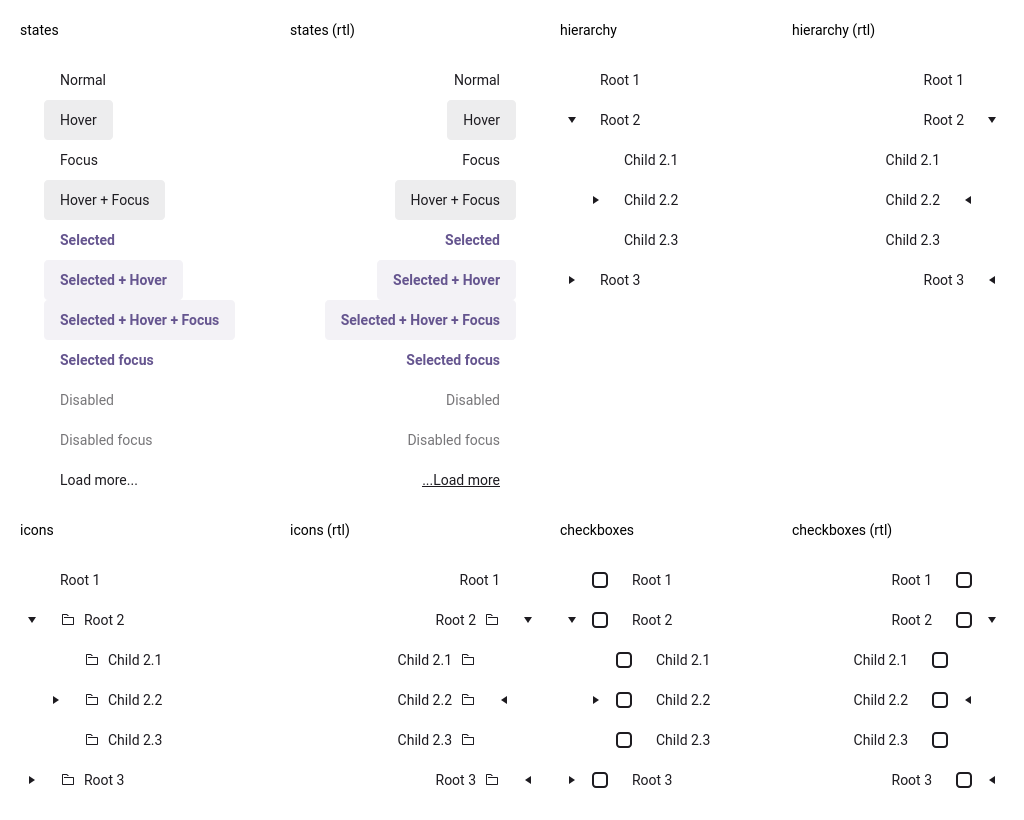 states
Normal
Hover
Focus
Hover + Focus
Selected
Selected + Hover
Selected + Hover + Focus
Selected focus
Disabled
Disabled focus
Load more...
states (rtl)
Normal
Hover
Focus
Hover + Focus
Selected
Selected + Hover
Selected + Hover + Focus
Selected focus
Disabled
Disabled focus
...Load more
hierarchy
Root 1
Root 2
Child 2.1
Child 2.2
Child 2.3
Root 3
hierarchy (rtl)
Root 1
Root 2
Child 2.1
Child 2.2
Child 2.3
Root 3
icons
Root 1
Root 2
Child 2.1
Child 2.2
Child 2.3
Root 3
icons (rtl)
Root 1
Root 2
Child 2.1
Child 2.2
Child 2.3
Root 3
checkboxes
Root 1
Root 2
Child 2.1
Child 2.2
Child 2.3
Root 3
checkboxes (rtl)
Root 1
Root 2
Child 2.1
Child 2.2
Child 2.3
Root 3